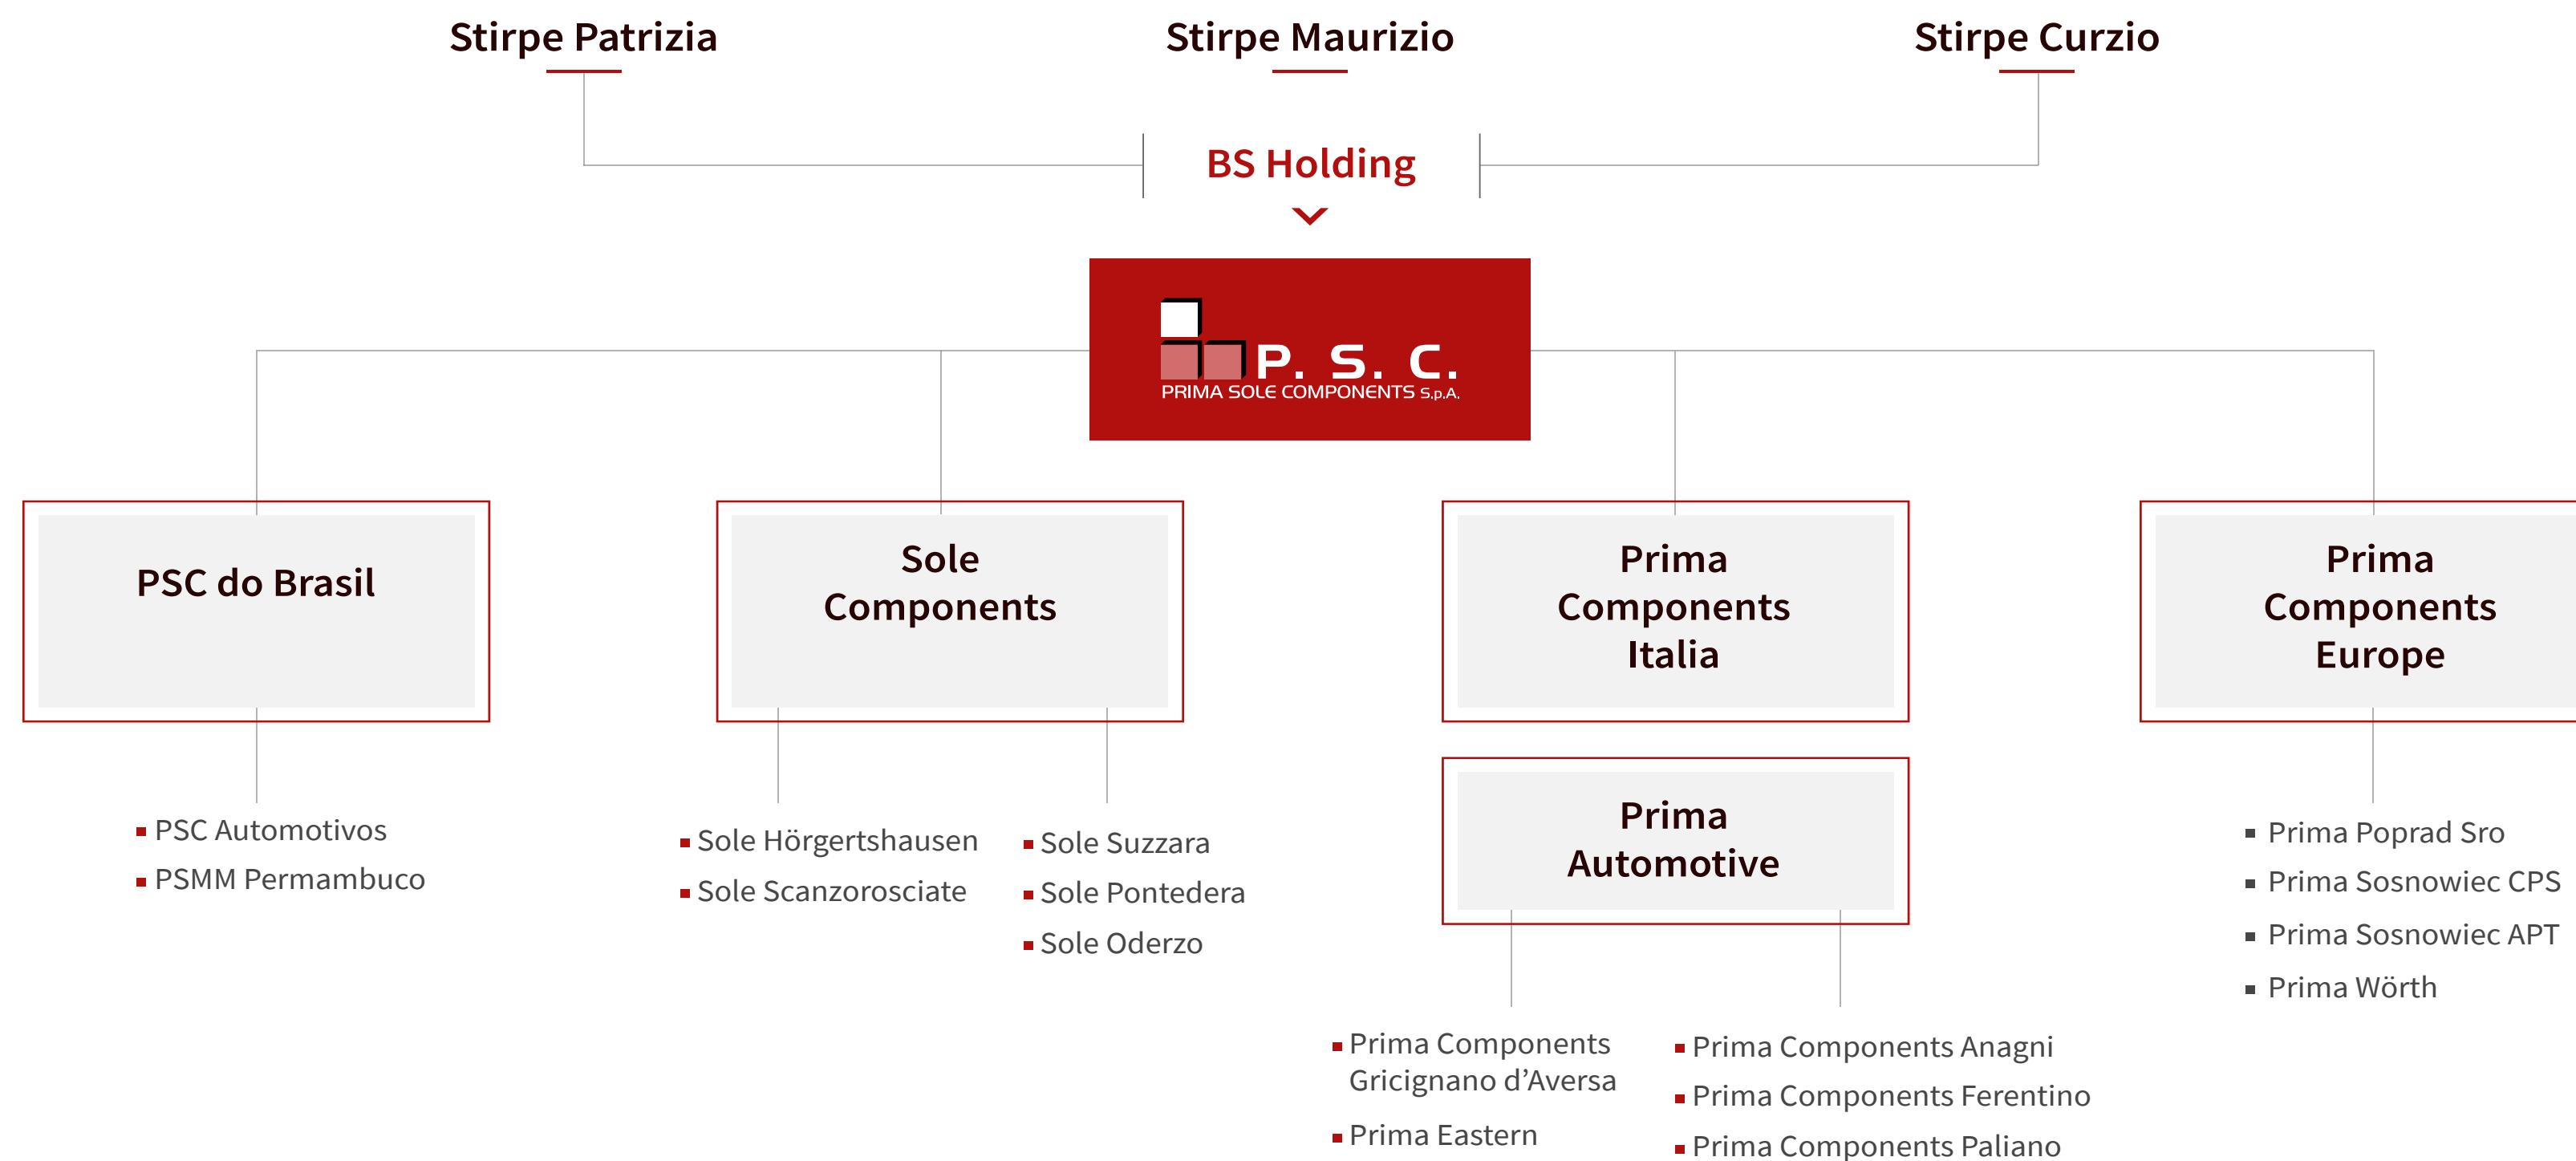 Stirpe Patrizia
Stirpe Maurizio
Stirpe Curzio
BS Holding
P. S. C.
PRIMA SOLE COMPONENTS S.p.A.
PSC do Brasil
Sole
Components
Prima
Components
Italia
Prima
Components
Europe
Prima
Automotive
PSC Automotivos
PSMM Permambuco
Sole Hörgertshausen
Sole Scanzorosciate
Sole Suzzara
Sole Pontedera
Sole Oderzo
Prima Components
Gricignano d’Aversa
Prima Eastern
Prima Components Anagni
Prima Components Ferentino
Prima Components Paliano
Prima Poprad Sro
Prima Sosnowiec CPS
Prima Sosnowiec APT
Prima Wörth